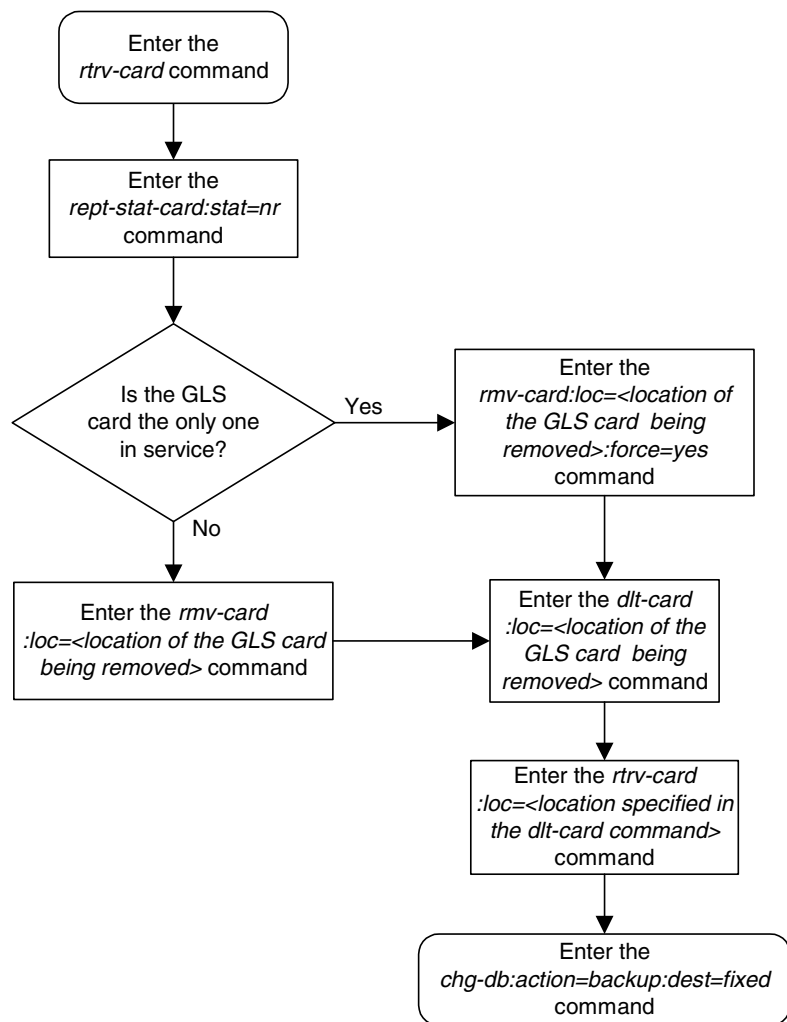 Enter the
rtrv-card command
Enter the
rept-stat-card:stat=nr
command
Is the GLS
card the only one
in service?
Yes
Enter the
rmv-card:loc=<location of
the GLS card being
removed>:force=yes
command
No
Enter the rmv-card
:loc=<location of the GLS card
being removed> command
Enter the dlt-card
:loc=<location of the
GLS card being
removed> command
Enter the rtrv-card
:loc=<location specified in
the dlt-card command>
command
Enter the
chg-db:action=backup:dest=fixed
command